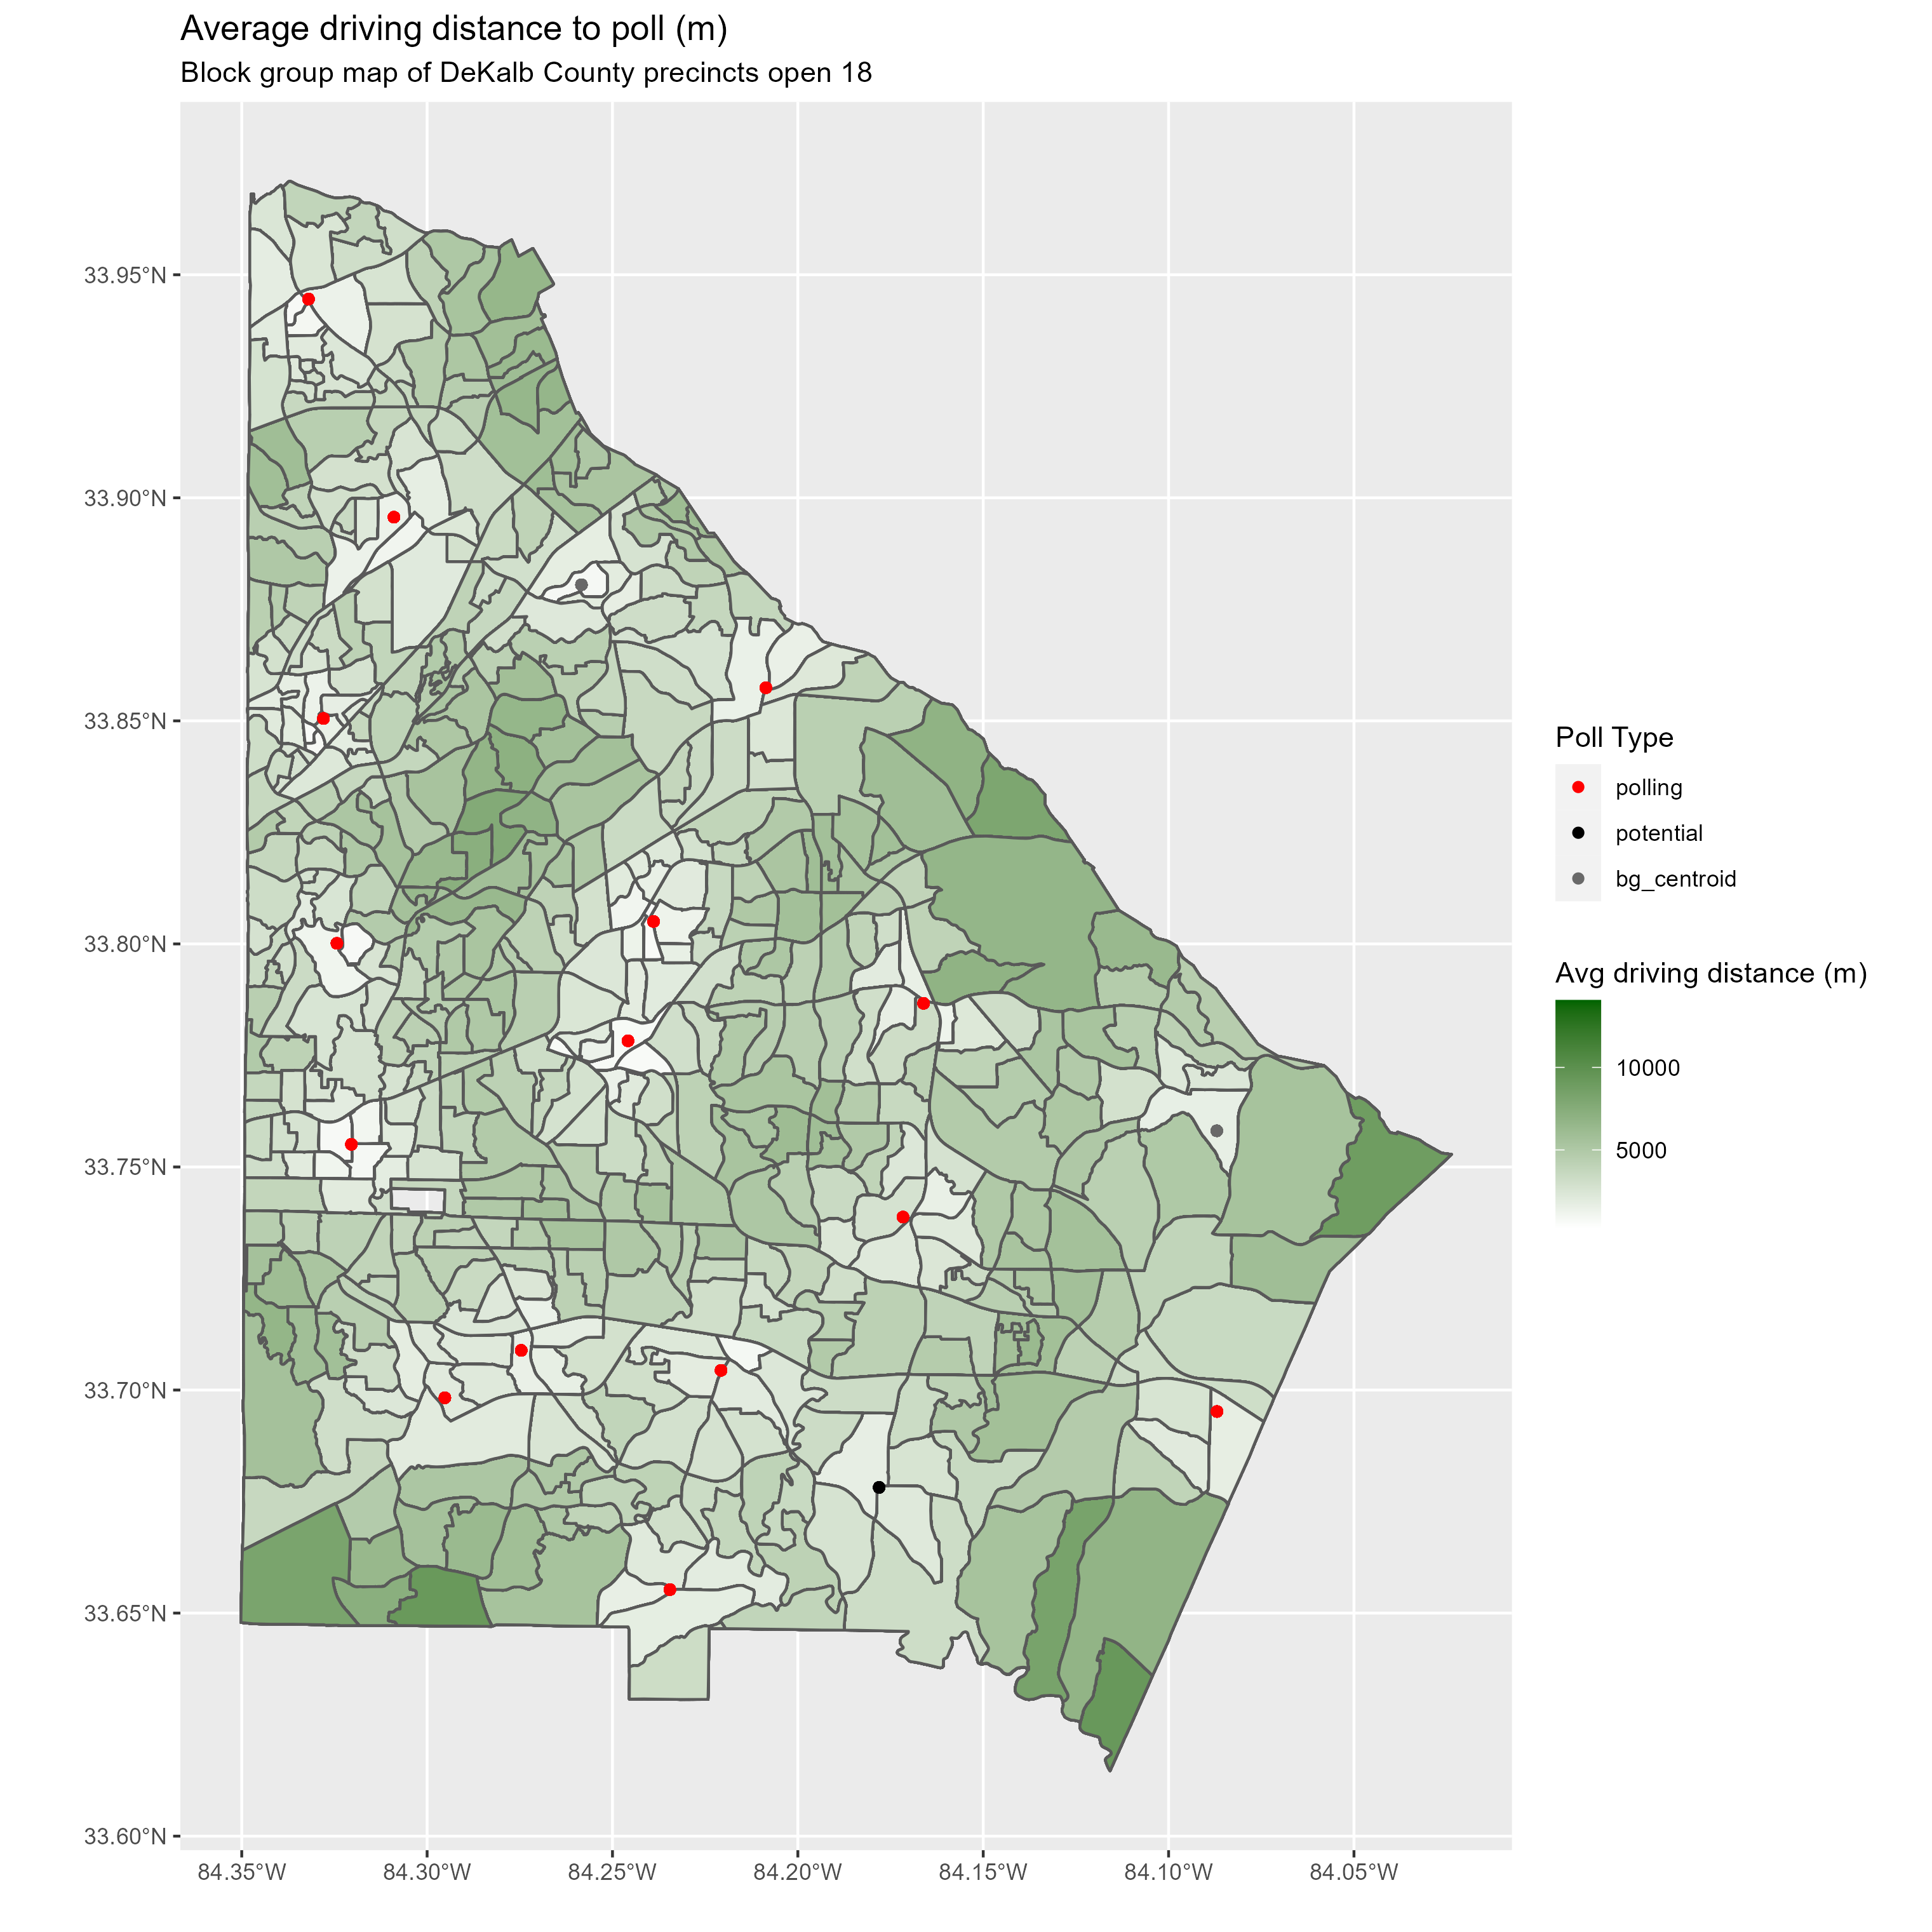 Average driving distance to poll (m)
Block group map of DeKalb County precincts open 18
33.95°N
33.90°N
33.85°N
33.80°N
33.75°N
33.70°N
33.65°N
33.60°N
84.35°W
84.30°W
84.25°W
84.20°W
84.15°W
84.10°W
84.05°W
Poll Type
polling
potential
bg_centroid
Avg driving distance (m)
10000
5000